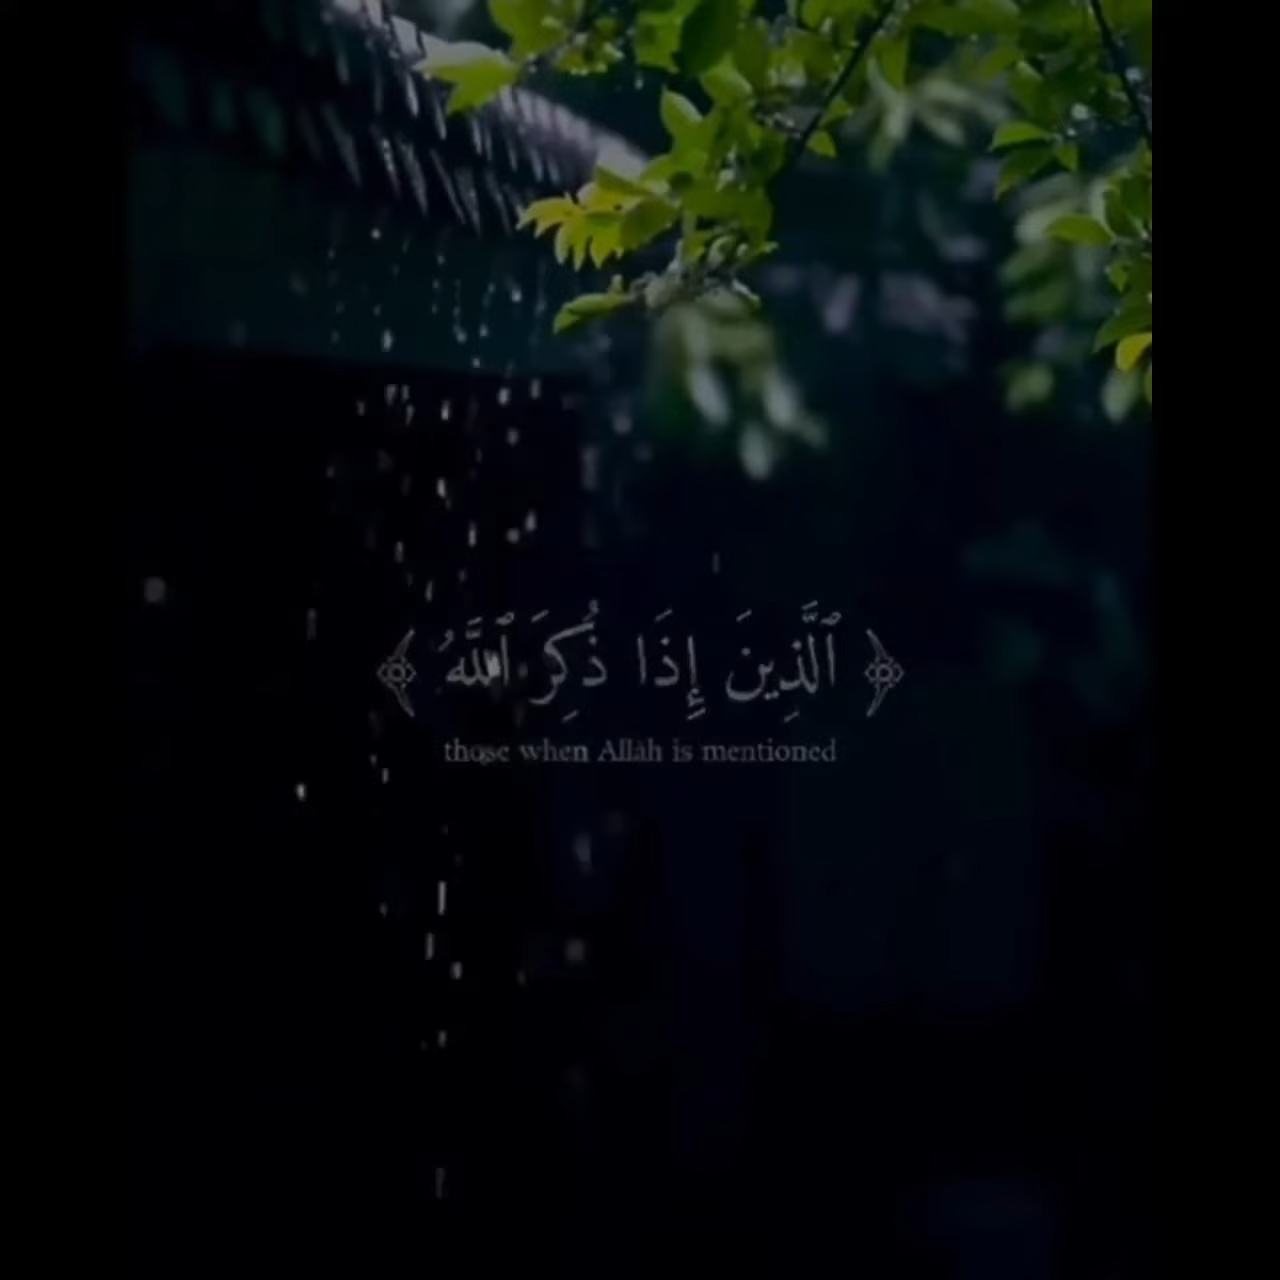 ﴿ ٱلَّذِينَ إِذَا ذُكِرَ ٱللَّهُ ﴾
those when Allāh is mentioned